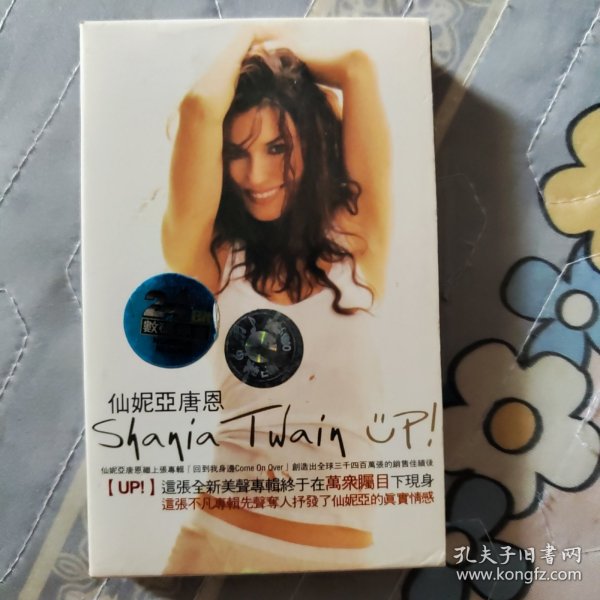 仙妮亞唐恩
Shania Twain UP!
仙妮亞唐恩繼上張專輯「回到我身邊Come On Over」創造出全球三千四百萬張的銷售佳績後
【UP!】這張全新美聲專輯終于在萬衆矚目下現身
這張不凡專輯先聲奪人抒發了仙妮亞的眞實情感
孔夫子旧书网
www.kongfz.com